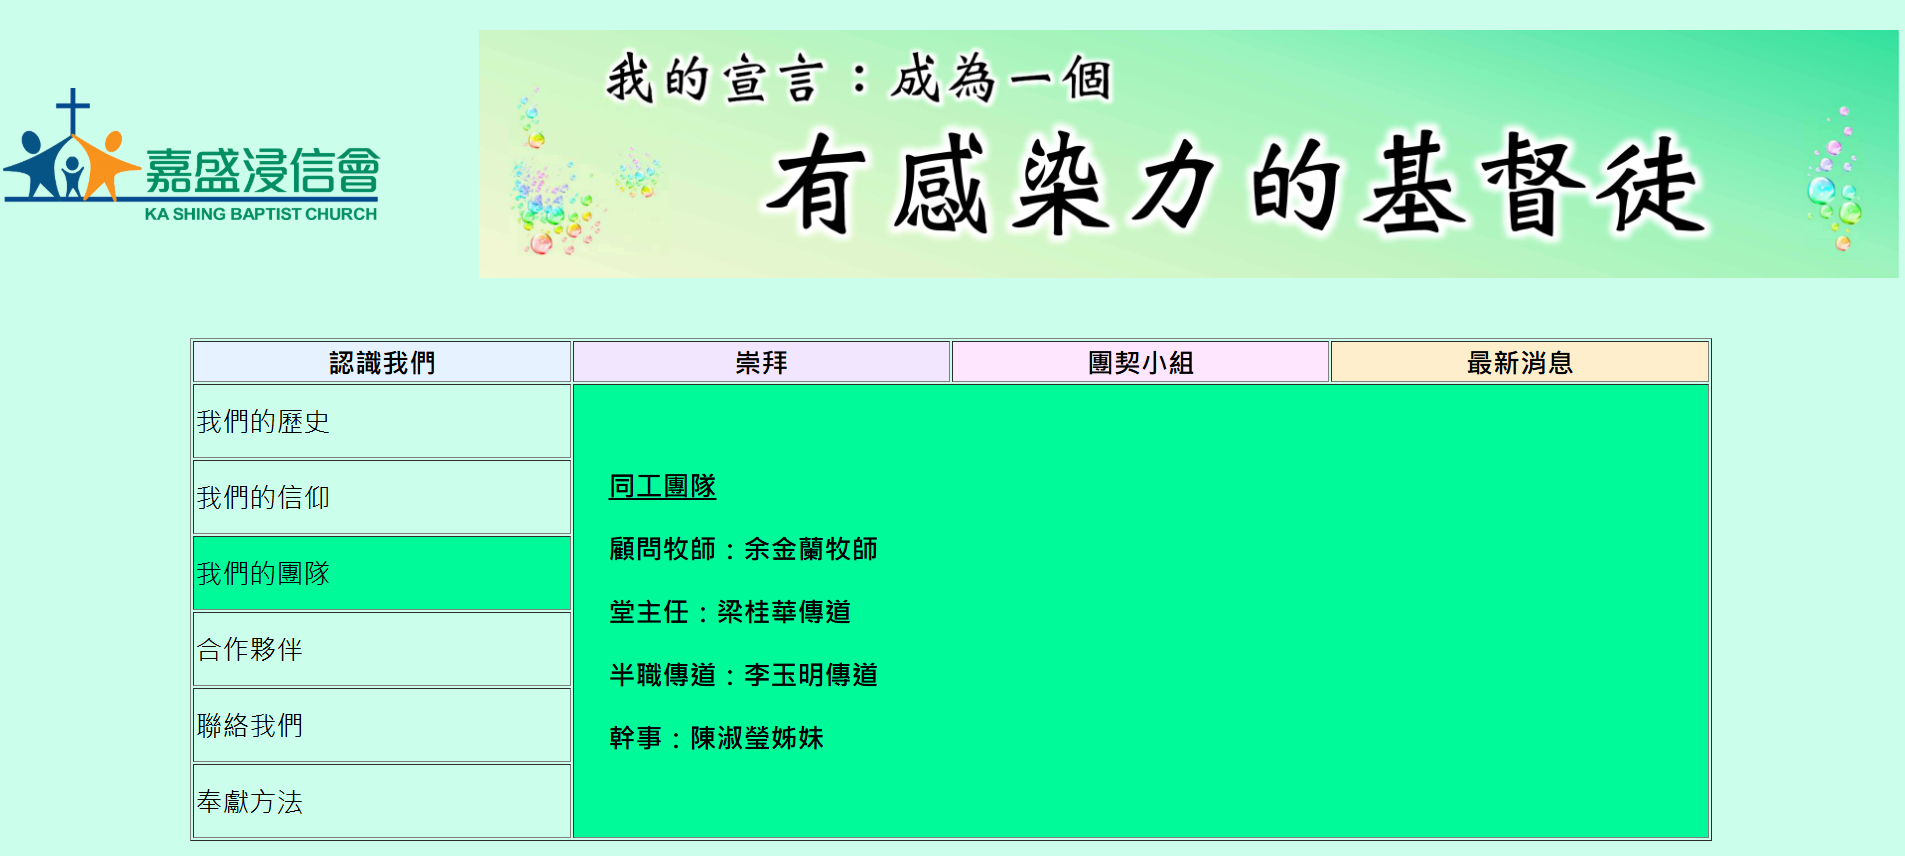 嘉盛浸信會
KA SHING BAPTIST CHURCH
我的宣言：成為一個
有感染力的基督徒
認識我們
崇拜
團契小組
最新消息
我們的歷史
我們的信仰
我們的團隊
合作夥伴
聯絡我們
奉獻方法
同工團隊
顧問牧師：余金蘭牧師
堂主任：梁桂華傳道
半職傳道：李玉明傳道
幹事：陳淑瑩姊妹